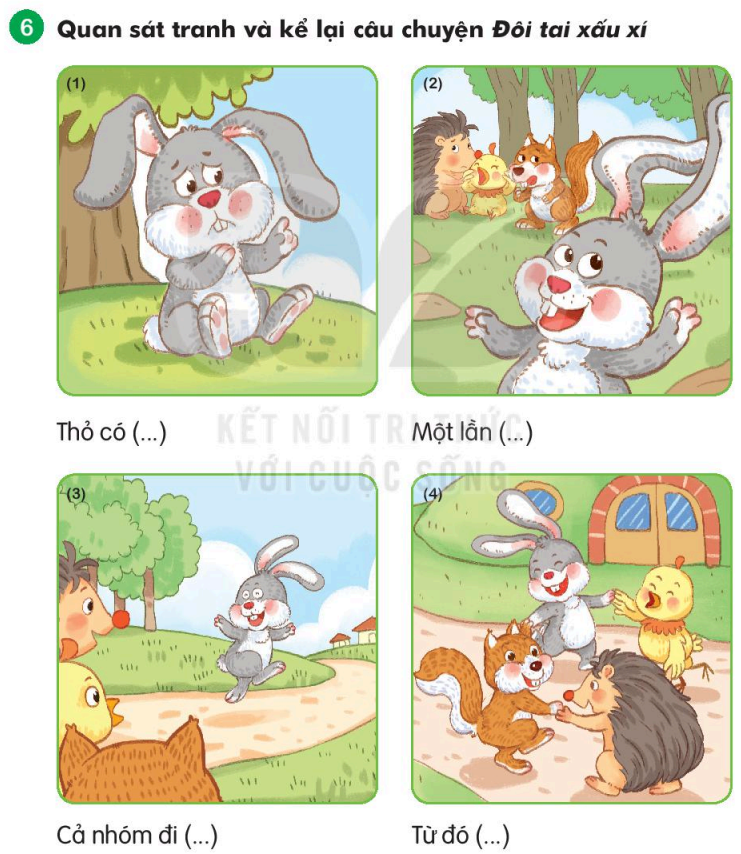 6 Quan sát tranh và kể lại câu chuyện Đôi tai xấu xí
(1)
(2)
Thỏ có (...)
Một lần (...)
KẾT NỐI TRI THỨC
VỚI CUỘC SỐNG
(3)
(4)
Cả nhóm đi (...)
Từ đó (...)